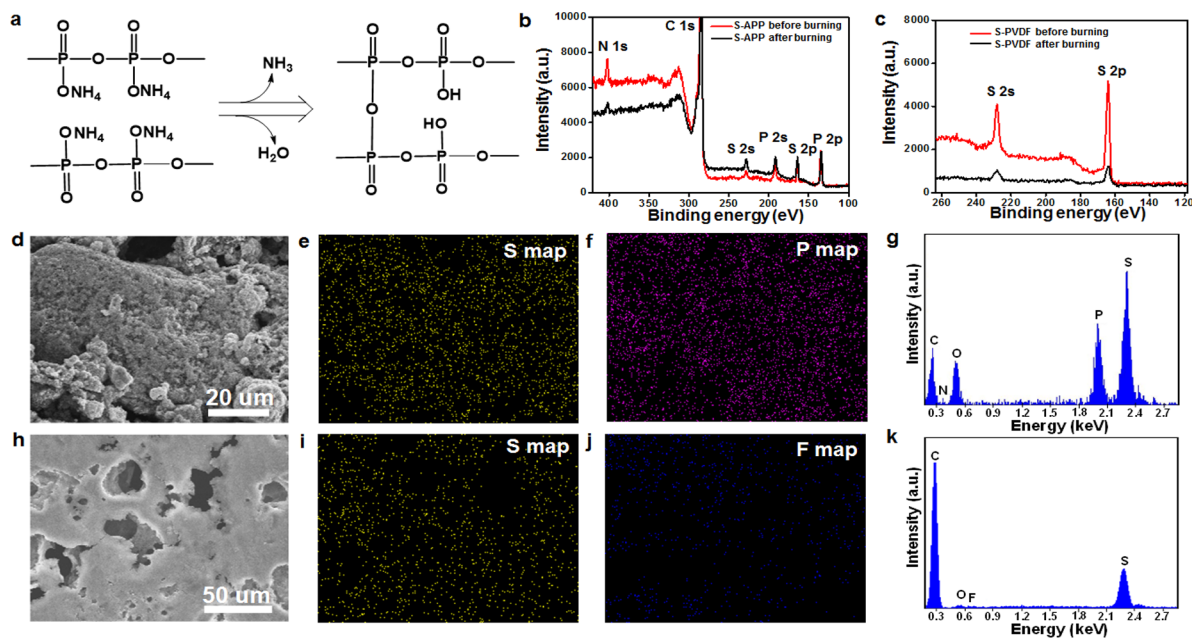 a
O O
P O P O
ONH4 ONH4
ONH4 ONH4
P O P O
O O
NH3
H2O
O O
P O P O
O OH
HO
P O P O
O O
b
10000
8000
6000
4000
2000
0
Intensity (a.u.)
N 1s
C 1s
S-APP before burning
S-APP after burning
S 2s
P 2s
S 2p
P 2p
400 350 300 250 200 150 100
Binding energy (eV)
c
8000
4000
0
Intensity (a.u.)
S-PVDF before burning
S-PVDF after burning
S 2s
S 2p
260 240 220 200 180 160 140 120
Binding energy (eV)
d
20 um
e
S map
f
P map
g
Intensity (a.u.)
C
N
O
P
S
0.3 0.6 0.9 1.2 1.5 1.8 2.1 2.4 2.7
Energy (keV)
h
50 um
i
S map
j
F map
k
Intensity (a.u.)
C
O F
S
0.3 0.6 0.9 1.2 1.5 1.8 2.1 2.4 2.7
Energy (keV)